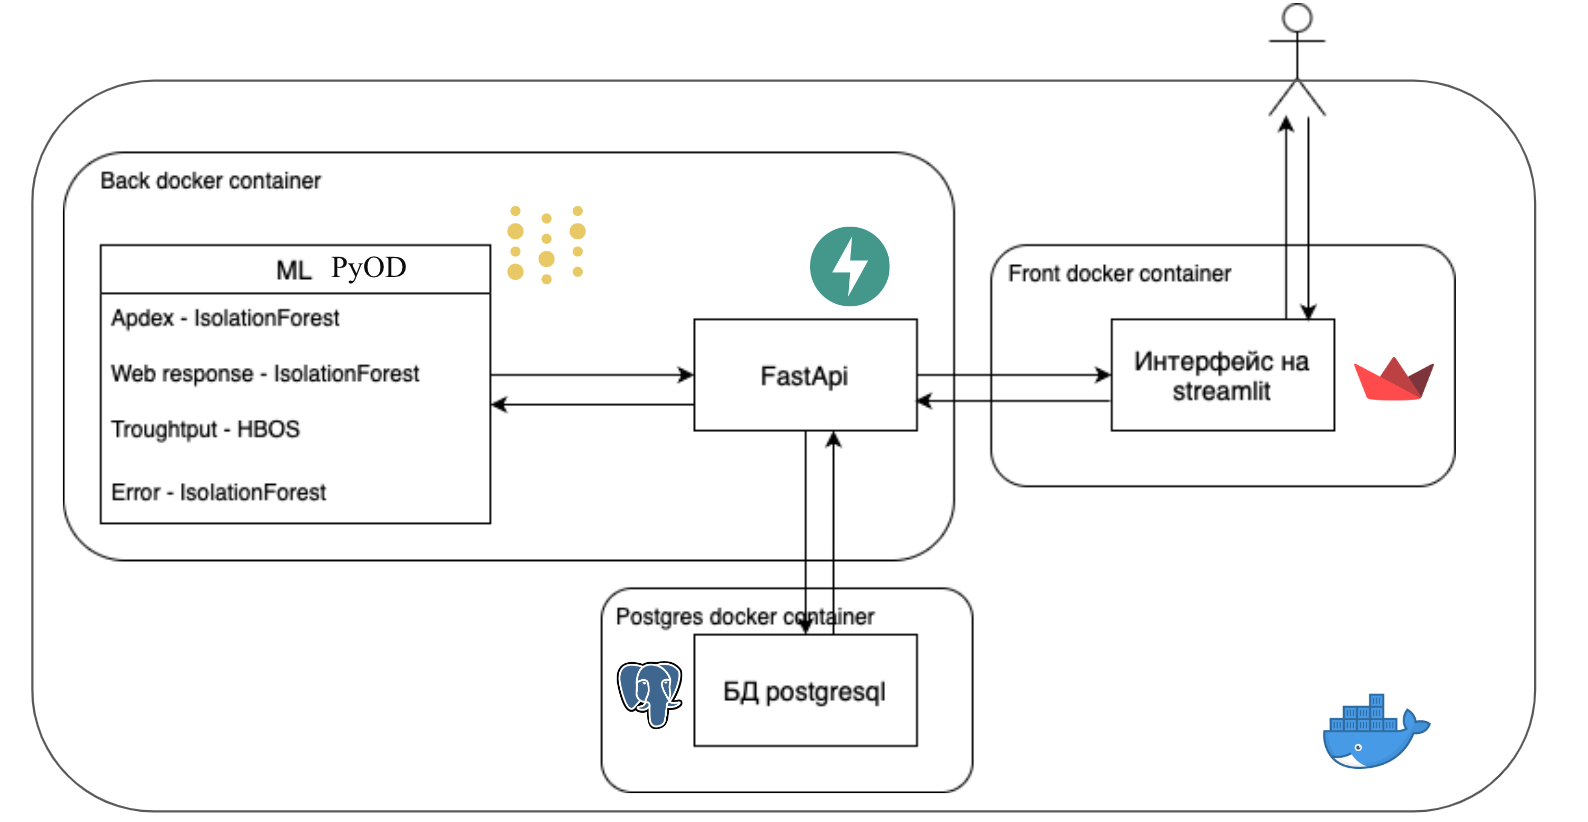 Back docker container
ML PyOD
Apdex - IsolationForest
Web response - IsolationForest
Troughtput - HBOS
Error - IsolationForest
FastApi
Front docker container
Интерфейс на
streamlit
Postgres docker container
БД postgresql